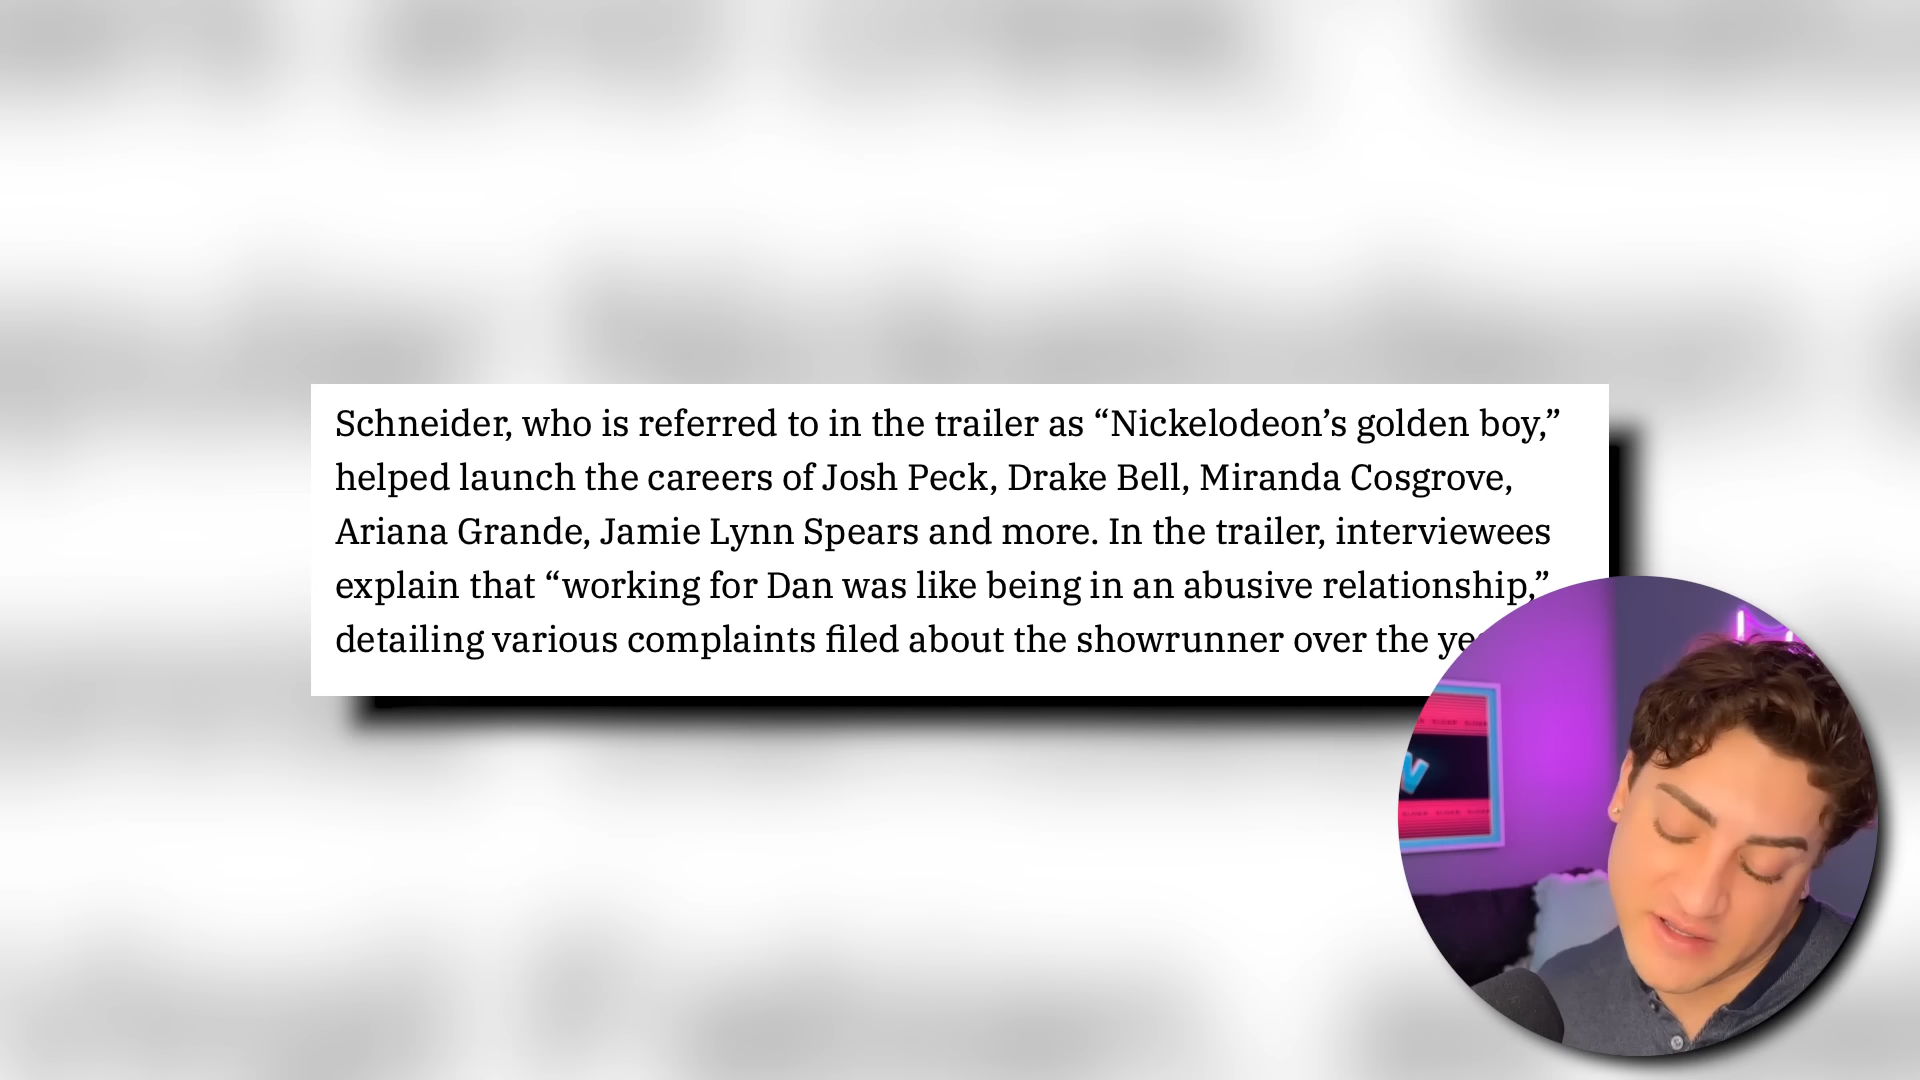 Schneider, who is referred to in the trailer as “Nickelodeon’s golden boy,”
helped launch the careers of Josh Peck, Drake Bell, Miranda Cosgrove,
Ariana Grande, Jamie Lynn Spears and more. In the trailer, interviewees
explain that “working for Dan was like being in an abusive relationship,”
detailing various complaints filed about the showrunner over the